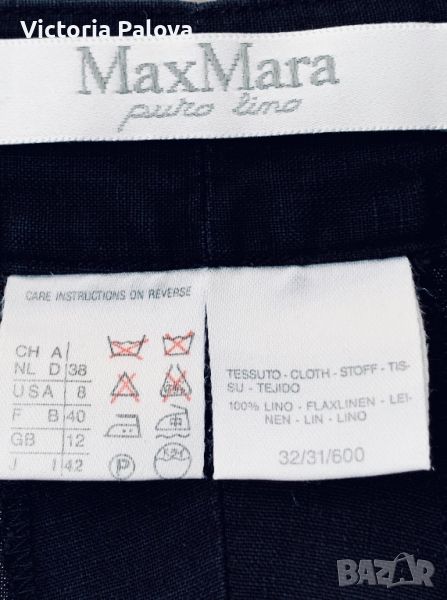 Victoria Palova
MaxMara
puro lino
CARE INSTRUCTIONS ON REVERSE
CH A
NL D 38
USA 8
F B 40
GB 12
J I 42
P
TESSUTO - CLOTH - STOFF - TIS-
SU - TEJIDO
100% LINO - FLAXLINEN - LEI-
NEN - LIN - LINO
32/31/600
BAZAR